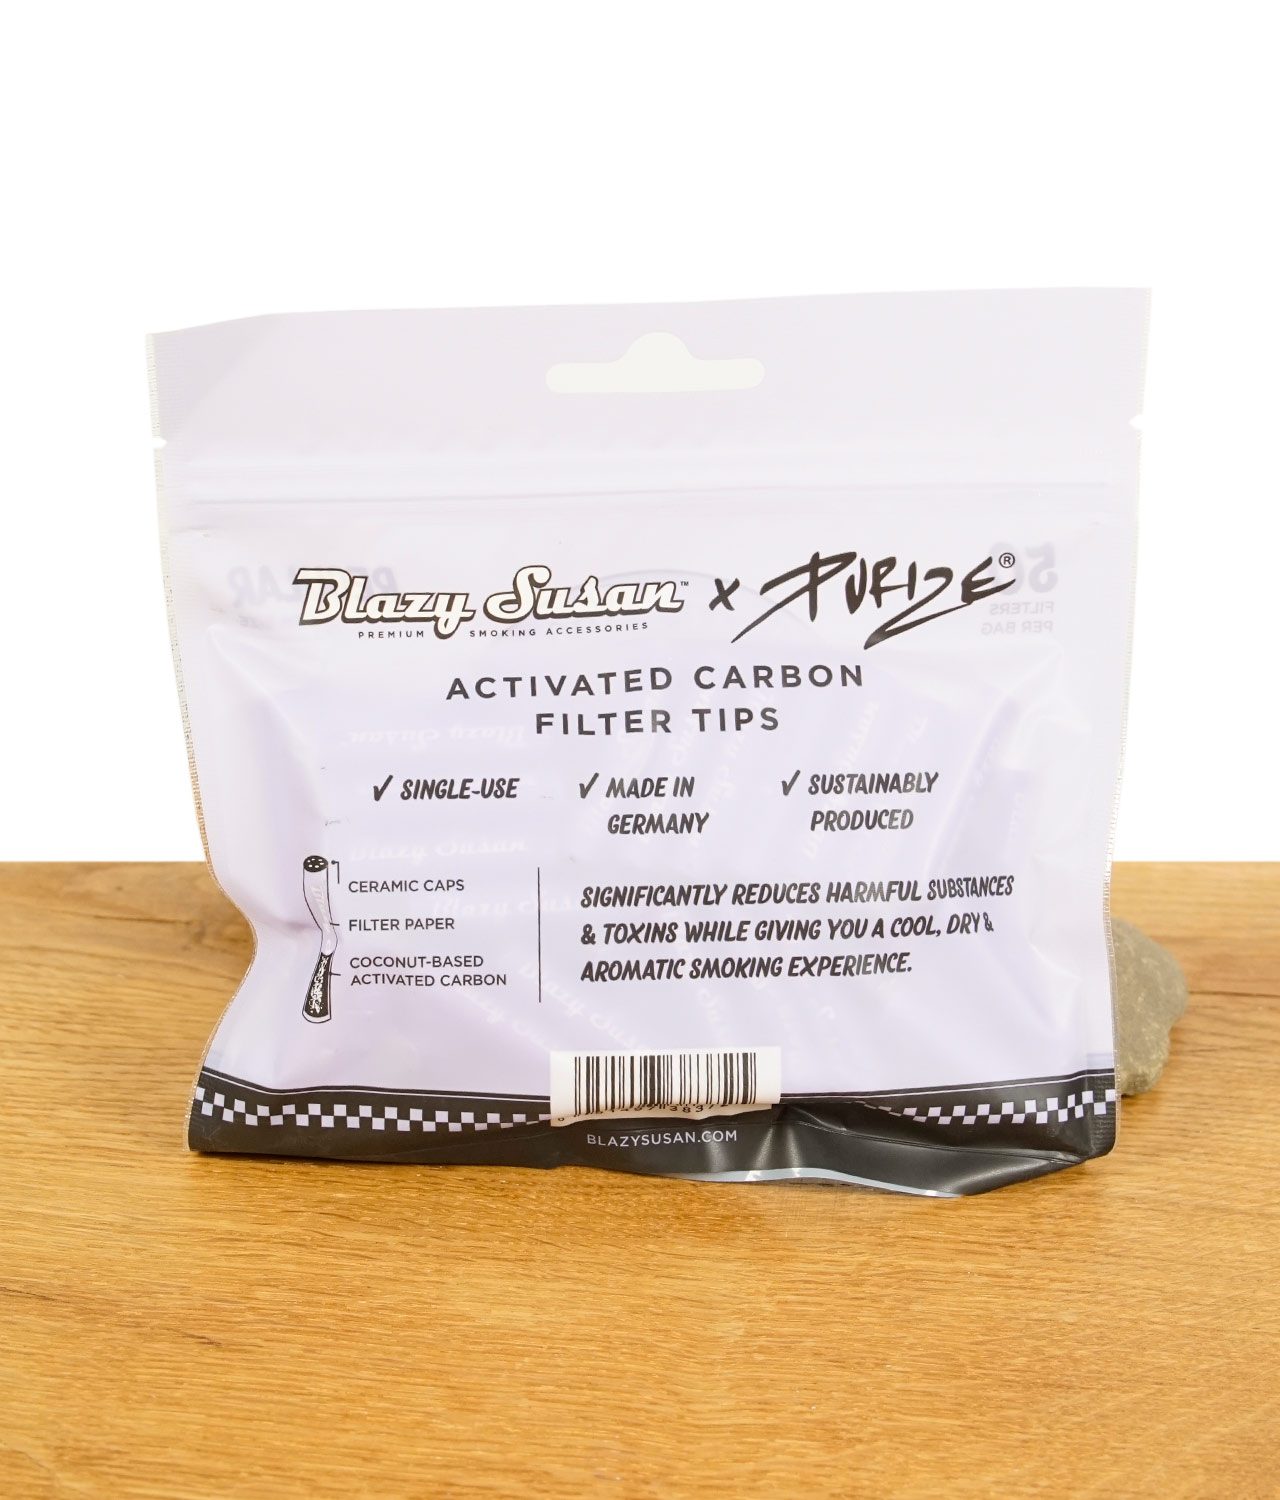 Blazy Susan™ x PURIZE®
PREMIUM SMOKING ACCESSORIES
ACTIVATED CARBON
FILTER TIPS
✓ SINGLE-USE
✓ MADE IN
GERMANY
✓ SUSTAINABLY
PRODUCED
CERAMIC CAPS
FILTER PAPER
COCONUT-BASED
ACTIVATED CARBON
SIGNIFICANTLY REDUCES HARMFUL SUBSTANCES
& TOXINS WHILE GIVING YOU A COOL, DRY &
AROMATIC SMOKING EXPERIENCE.
BLAZYSUSAN.COM
50
FILTERS
PER BAG